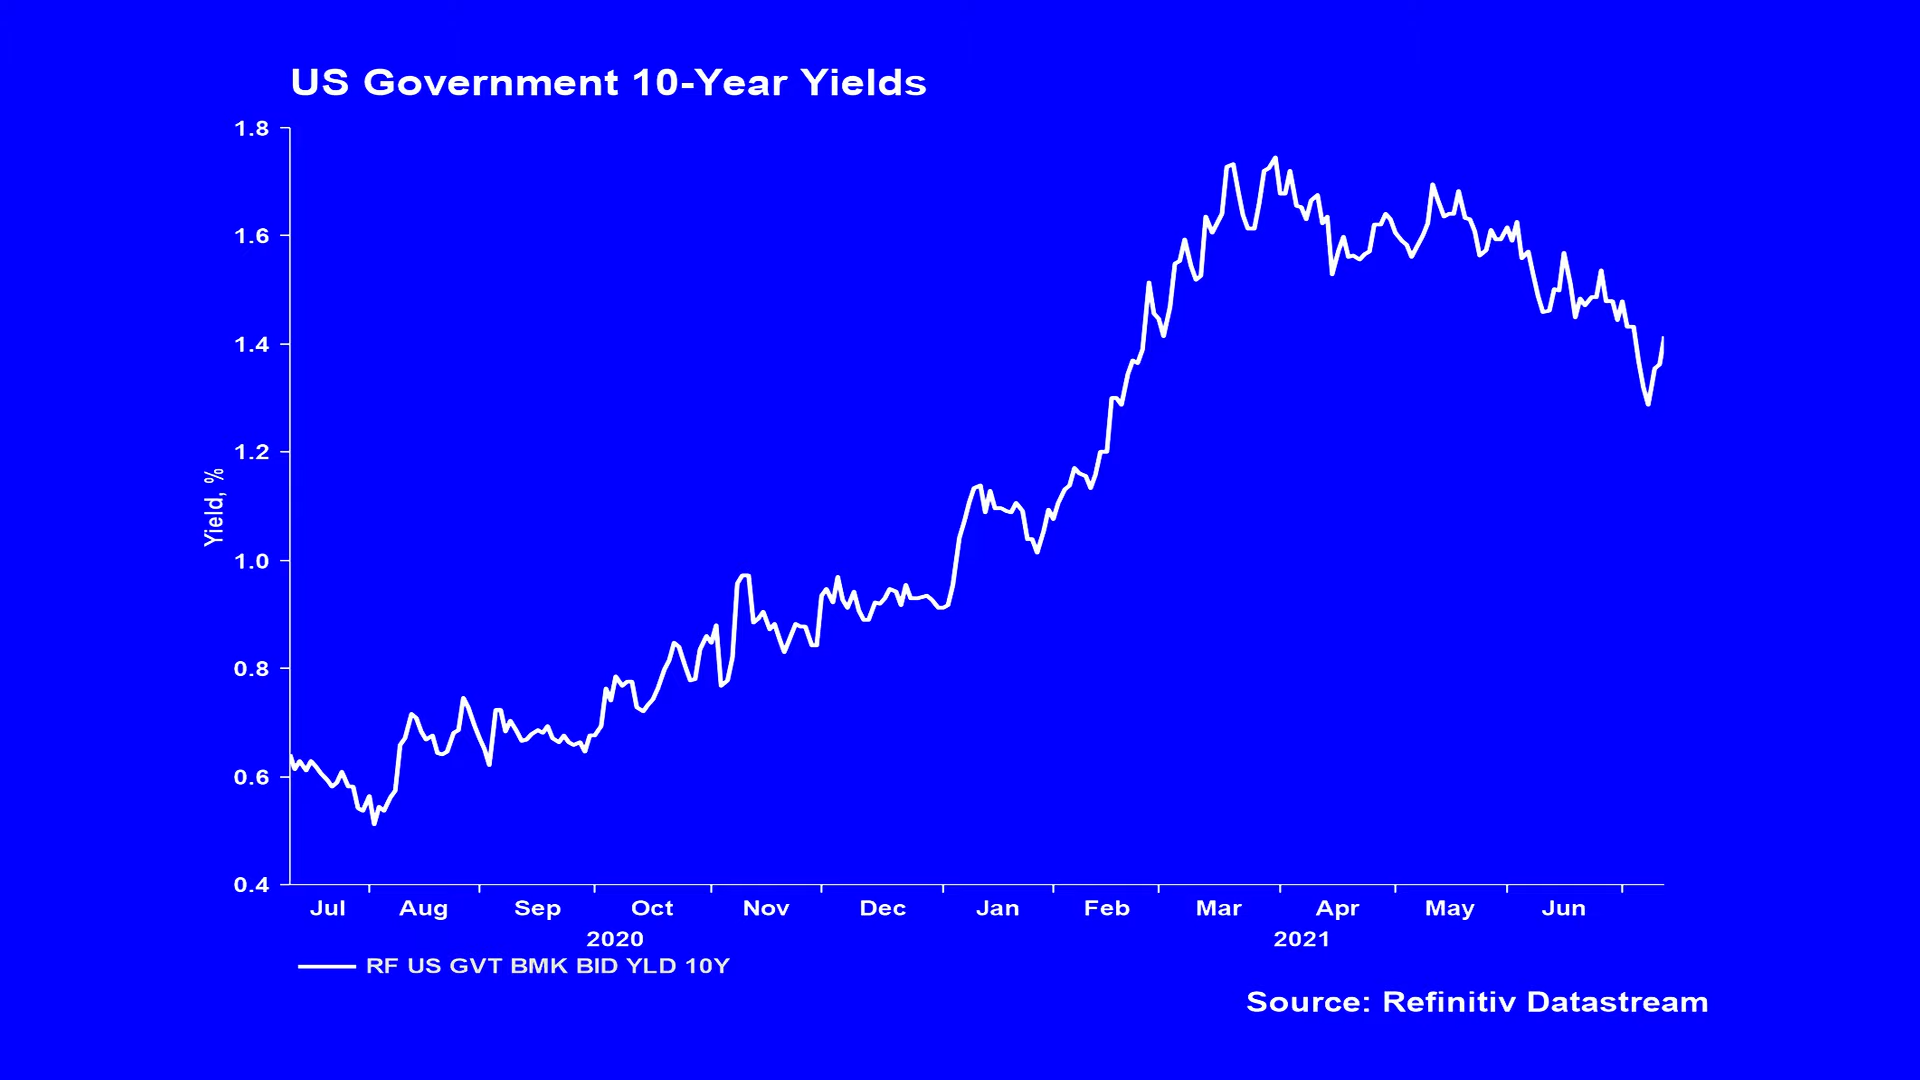 US Government 10-Year Yields
1.8
1.6
1.4
1.2
1.0
0.8
0.6
0.4
Yield, %
Jul Aug Sep Oct Nov Dec Jan Feb Mar Apr May Jun
2020 2021
RF US GVT BMK BID YLD 10Y
Source: Refinitiv Datastream